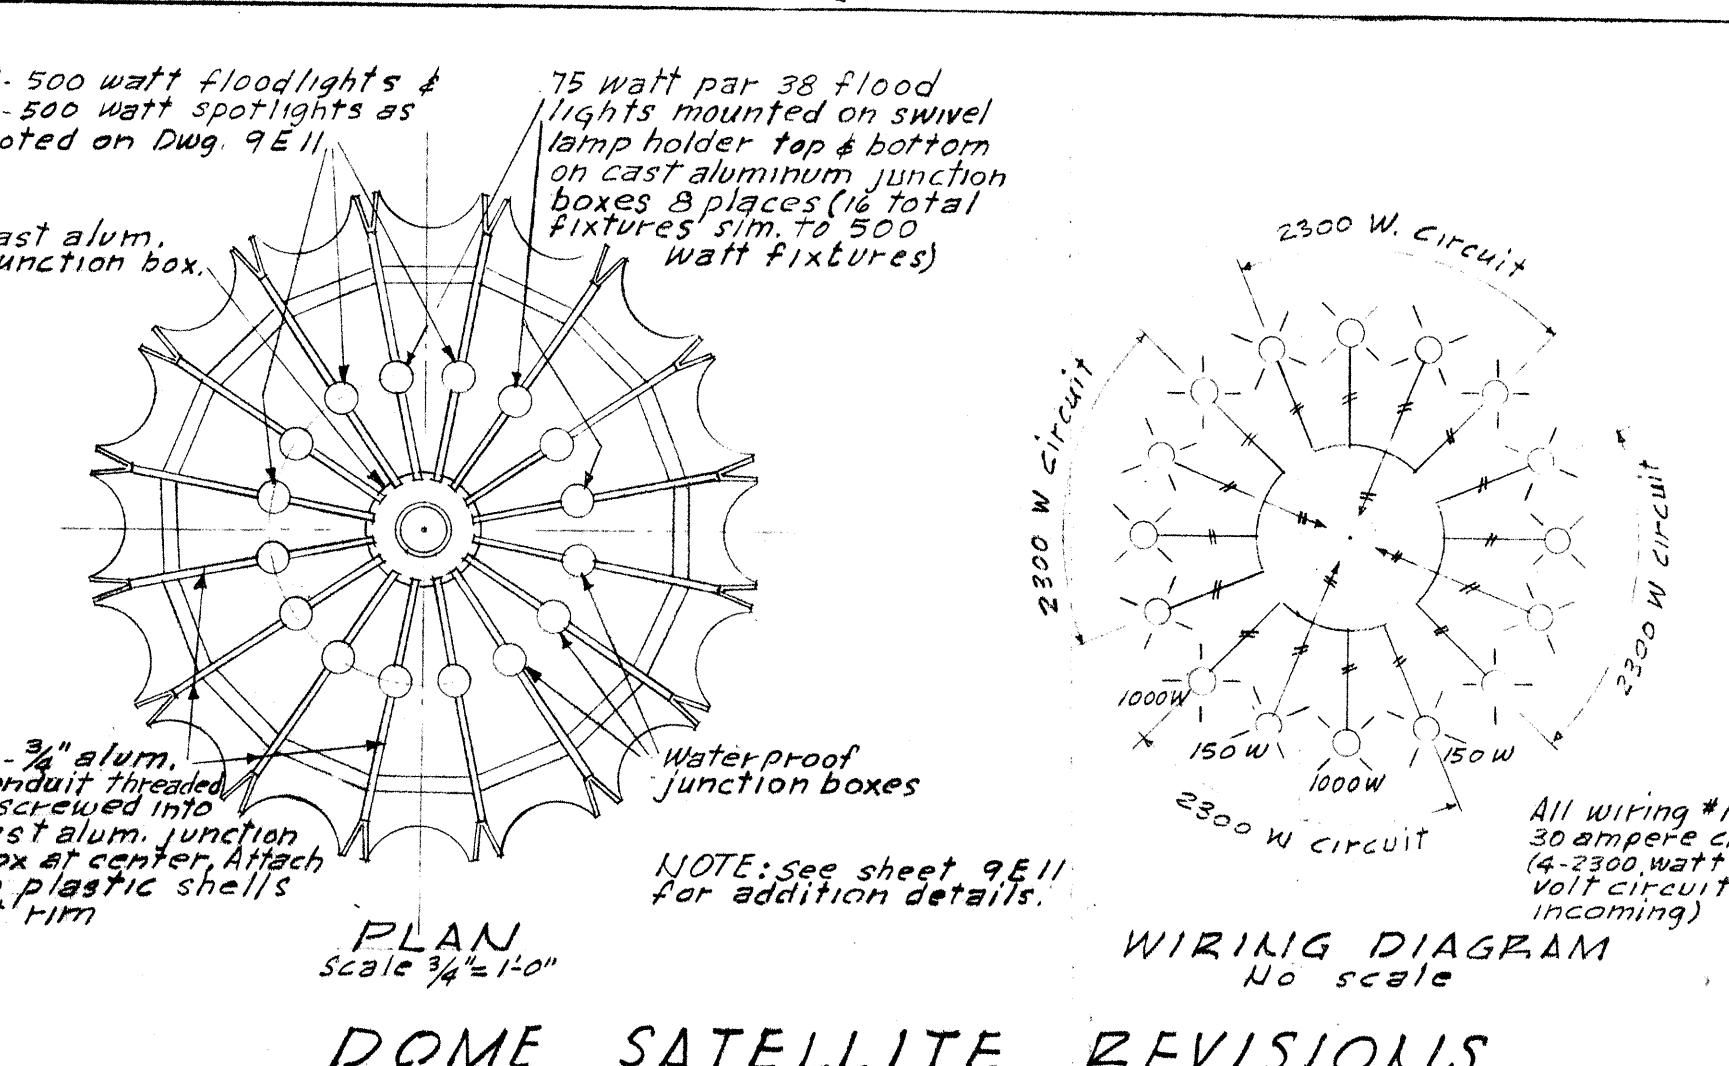 - 500 watt floodlights &
- 500 watt spotlights as
oted on Dwg. 9E11
ast alum.
unction box.
75 watt par 38 flood
lights mounted on swivel
lamp holder top & bottom
on cast aluminum junction
boxes 8 places (16 total
fixtures sim. to 500
watt fixtures)
- 3/4" alum.
onduit threaded
screwed into
ast alum. junction
ox at center, Attach
plastic shells
rim
Waterproof
junction boxes
NOTE: See sheet 9E11
for addition details.
PLAN
Scale 3/4"=1'-0"
2300 W. circuit
2300 W circuit
2300 W circuit
2300 W circuit
1000W
150 W
1000W
150 W
All wiring #1
30 ampere c
(4-2300, watt
volt circuit
incoming)
WIRING DIAGRAM
No scale
DOME SATELLITE REVISIONS